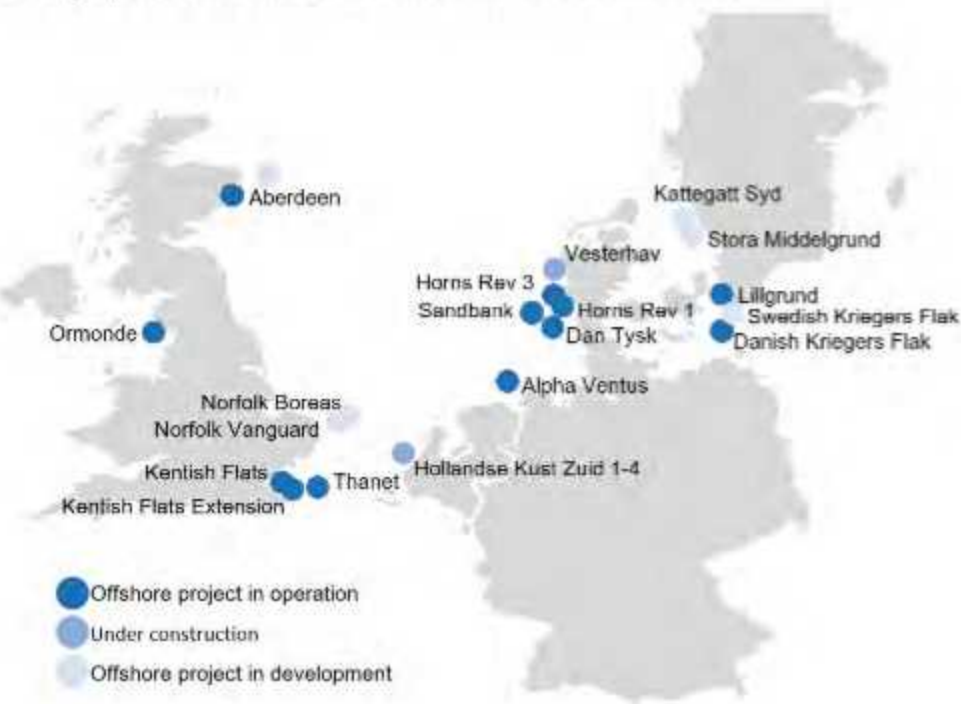 Aberdeen
Kattegatt Syd
Stora Middelgrund
Vesterhav
Horns Rev 3
Sandbank
Horns Rev 1
Dan Tysk
Lillgrund
Swedish Kriegers Flak
Danish Kriegers Flak
Ormonde
Alpha Ventus
Norfolk Boreas
Norfolk Vanguard
Hollandse Kust Zuid 1-4
Kentish Flats
Thanet
Kentish Flats Extension
Offshore project in operation
Under construction
Offshore project in development